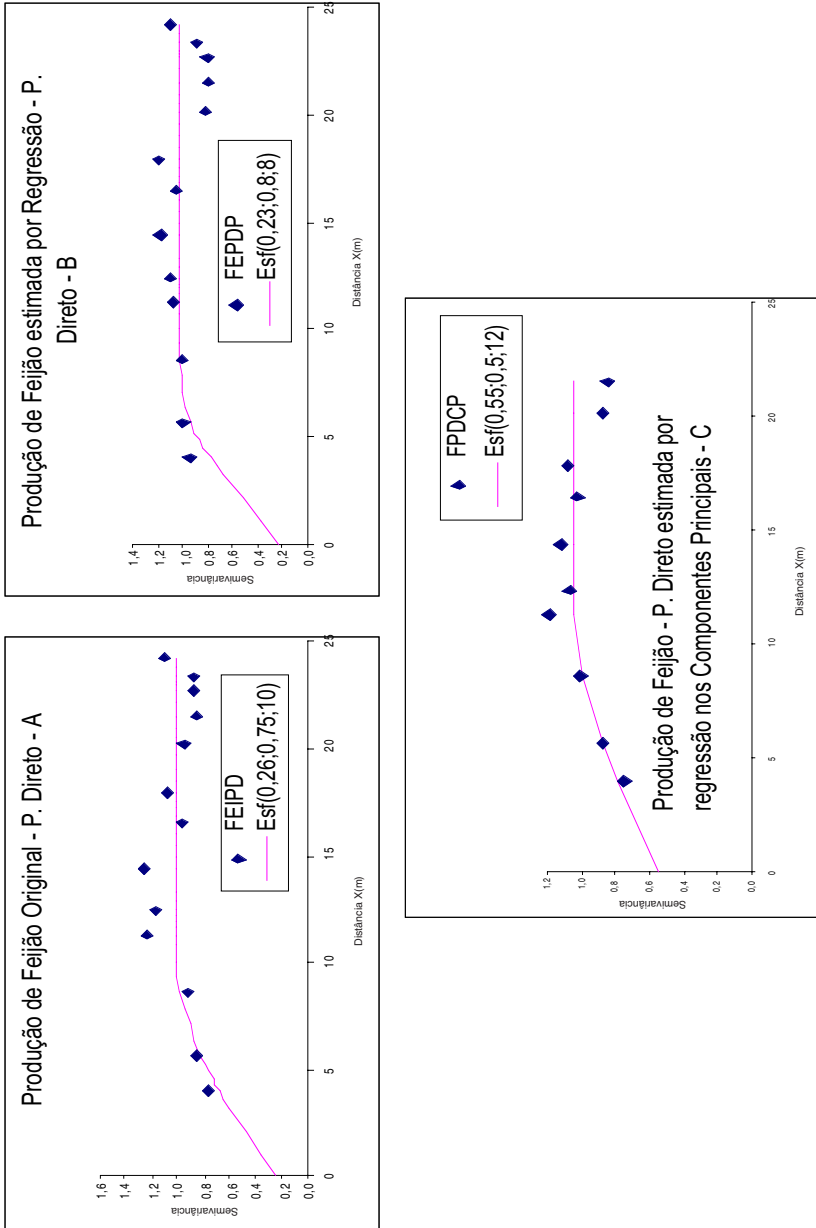 Produção de Feijão Original - P. Direto - A
1,6
1,4
1,2
1,0
0,8
0,6
0,4
0,2
0,0
Semivariância
0
5
10
15
20
25
Distância X(m)
FEIPD
Esf(0,26;0,75;10)
Produção de Feijão estimada por Regressão - P.
Direto - B
1,4
1,2
1,0
0,8
0,6
0,4
0,2
0,0
Semivariância
0
5
10
15
20
25
Distância X(m)
FEPDP
Esf(0,23;0,8;8)
1,2
1,0
0,8
0,6
0,4
0,2
0,0
Semivariância
0
5
10
15
20
25
Distância X(m)
FPDCP
Esf(0,55;0,5;12)
Produção de Feijão - P. Direto estimada por
regressão nos Componentes Principais - C